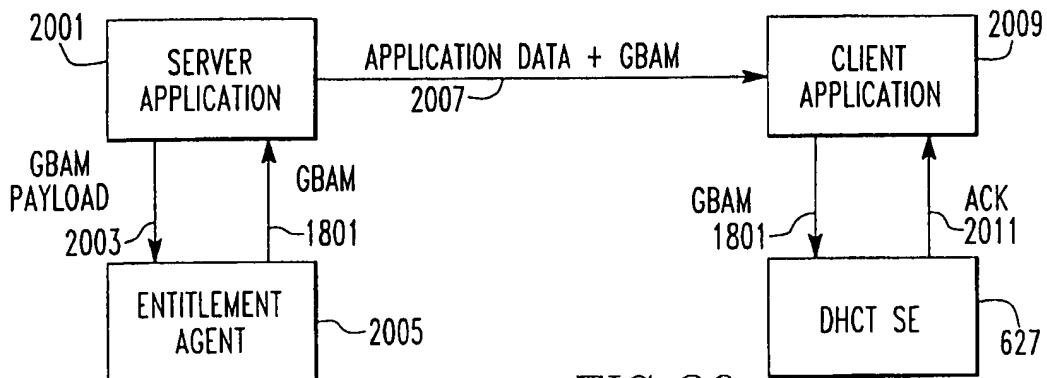 2001
SERVER
APPLICATION
APPLICATION DATA + GBAM
2007
2009
CLIENT
APPLICATION
GBAM
PAYLOAD
2003
GBAM
1801
GBAM
1801
ACK
2011
ENTITLEMENT
AGENT
2005
DHCT SE
627